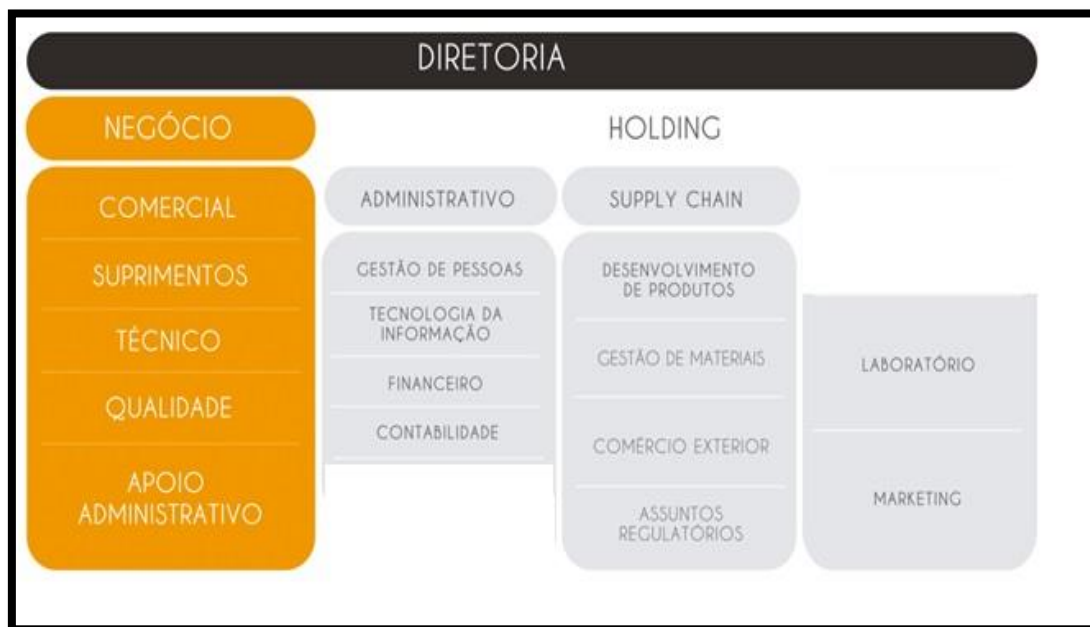 DIRETORIA
NEGÓCIO
HOLDING
COMERCIAL
SUPRIMENTOS
TÉCNICO
QUALIDADE
APOIO
ADMINISTRATIVO
ADMINISTRATIVO
GESTÃO DE PESSOAS
TECNOLOGIA DA
INFORMAÇÃO
FINANCEIRO
CONTABILIDADE
SUPPLY CHAIN
DESENVOLVIMENTO
DE PRODUTOS
GESTÃO DE MATERIAIS
COMÉRCIO EXTERIOR
ASSUNTOS
REGULATÓRIOS
LABORATÓRIO
MARKETING